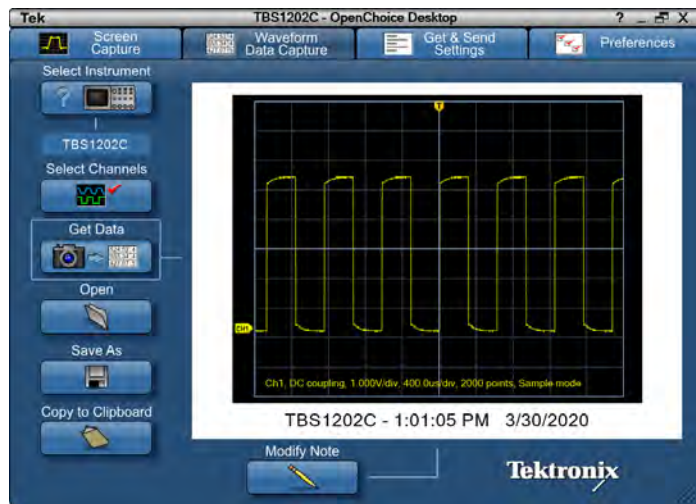 Tek
TBS1202C - OpenChoice Desktop
? _ X
Screen
Capture
Waveform
Data Capture
Get & Send
Settings
Preferences
Select Instrument
?
TBS1202C
Select Channels
Get Data
Open
Save As
Copy to Clipboard
T
CH1
Ch1, DC coupling, 1.000V/div, 400.0us/div, 2000 points, Sample mode
TBS1202C - 1:01:05 PM 3/30/2020
Modify Note
Tektronix